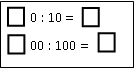 □ 0 : 10 = □
□ 00 : 100 = □